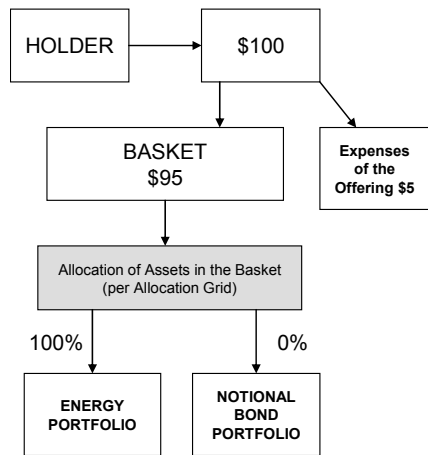 HOLDER
$100
BASKET
$95
Expenses
of the
Offering $5
Allocation of Assets in the Basket
(per Allocation Grid)
100%
0%
ENERGY
PORTFOLIO
NOTIONAL
BOND
PORTFOLIO